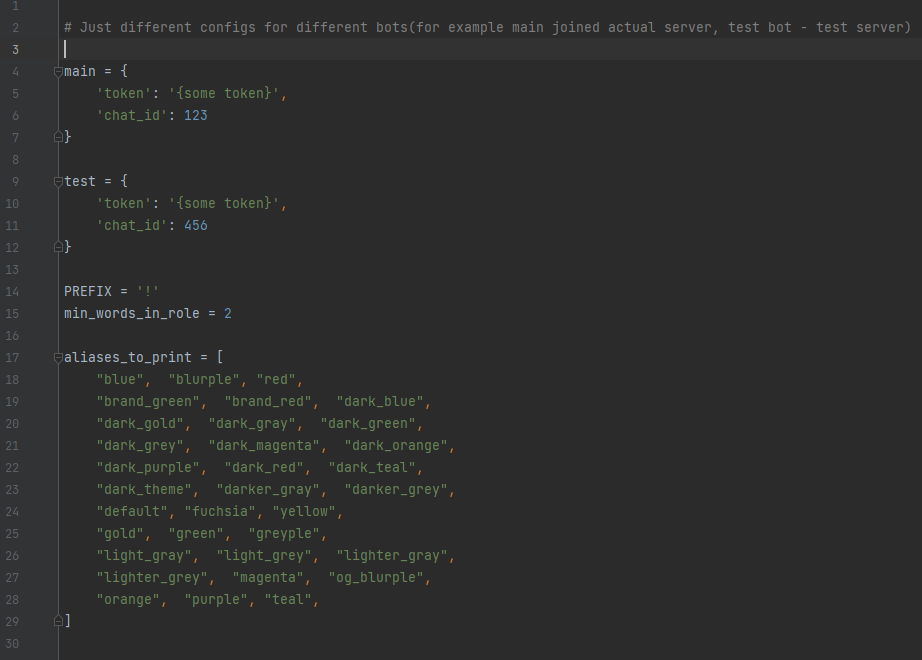 1
2 # Just different configs for different bots(for example main joined actual server, test bot - test server)
3
4 main = {
5     'token': '{some token}',
6     'chat_id': 123
7 }
8
9 test = {
10     'token': '{some token}',
11     'chat_id': 456
12 }
13
14 PREFIX = '!'
15 min_words_in_role = 2
16
17 aliases_to_print = [
18     "blue",  "blurple", "red",
19     "brand_green",  "brand_red",  "dark_blue",
20     "dark_gold",  "dark_gray",  "dark_green",
21     "dark_grey",  "dark_magenta",  "dark_orange",
22     "dark_purple",  "dark_red",  "dark_teal",
23     "dark_theme",  "darker_gray",  "darker_grey",
24     "default", "fuchsia", "yellow",
25     "gold",  "green",  "greyple",
26     "light_gray",  "light_grey",  "lighter_gray",
27     "lighter_grey",  "magenta",  "og_blurple",
28     "orange",  "purple", "teal",
29 ]
30